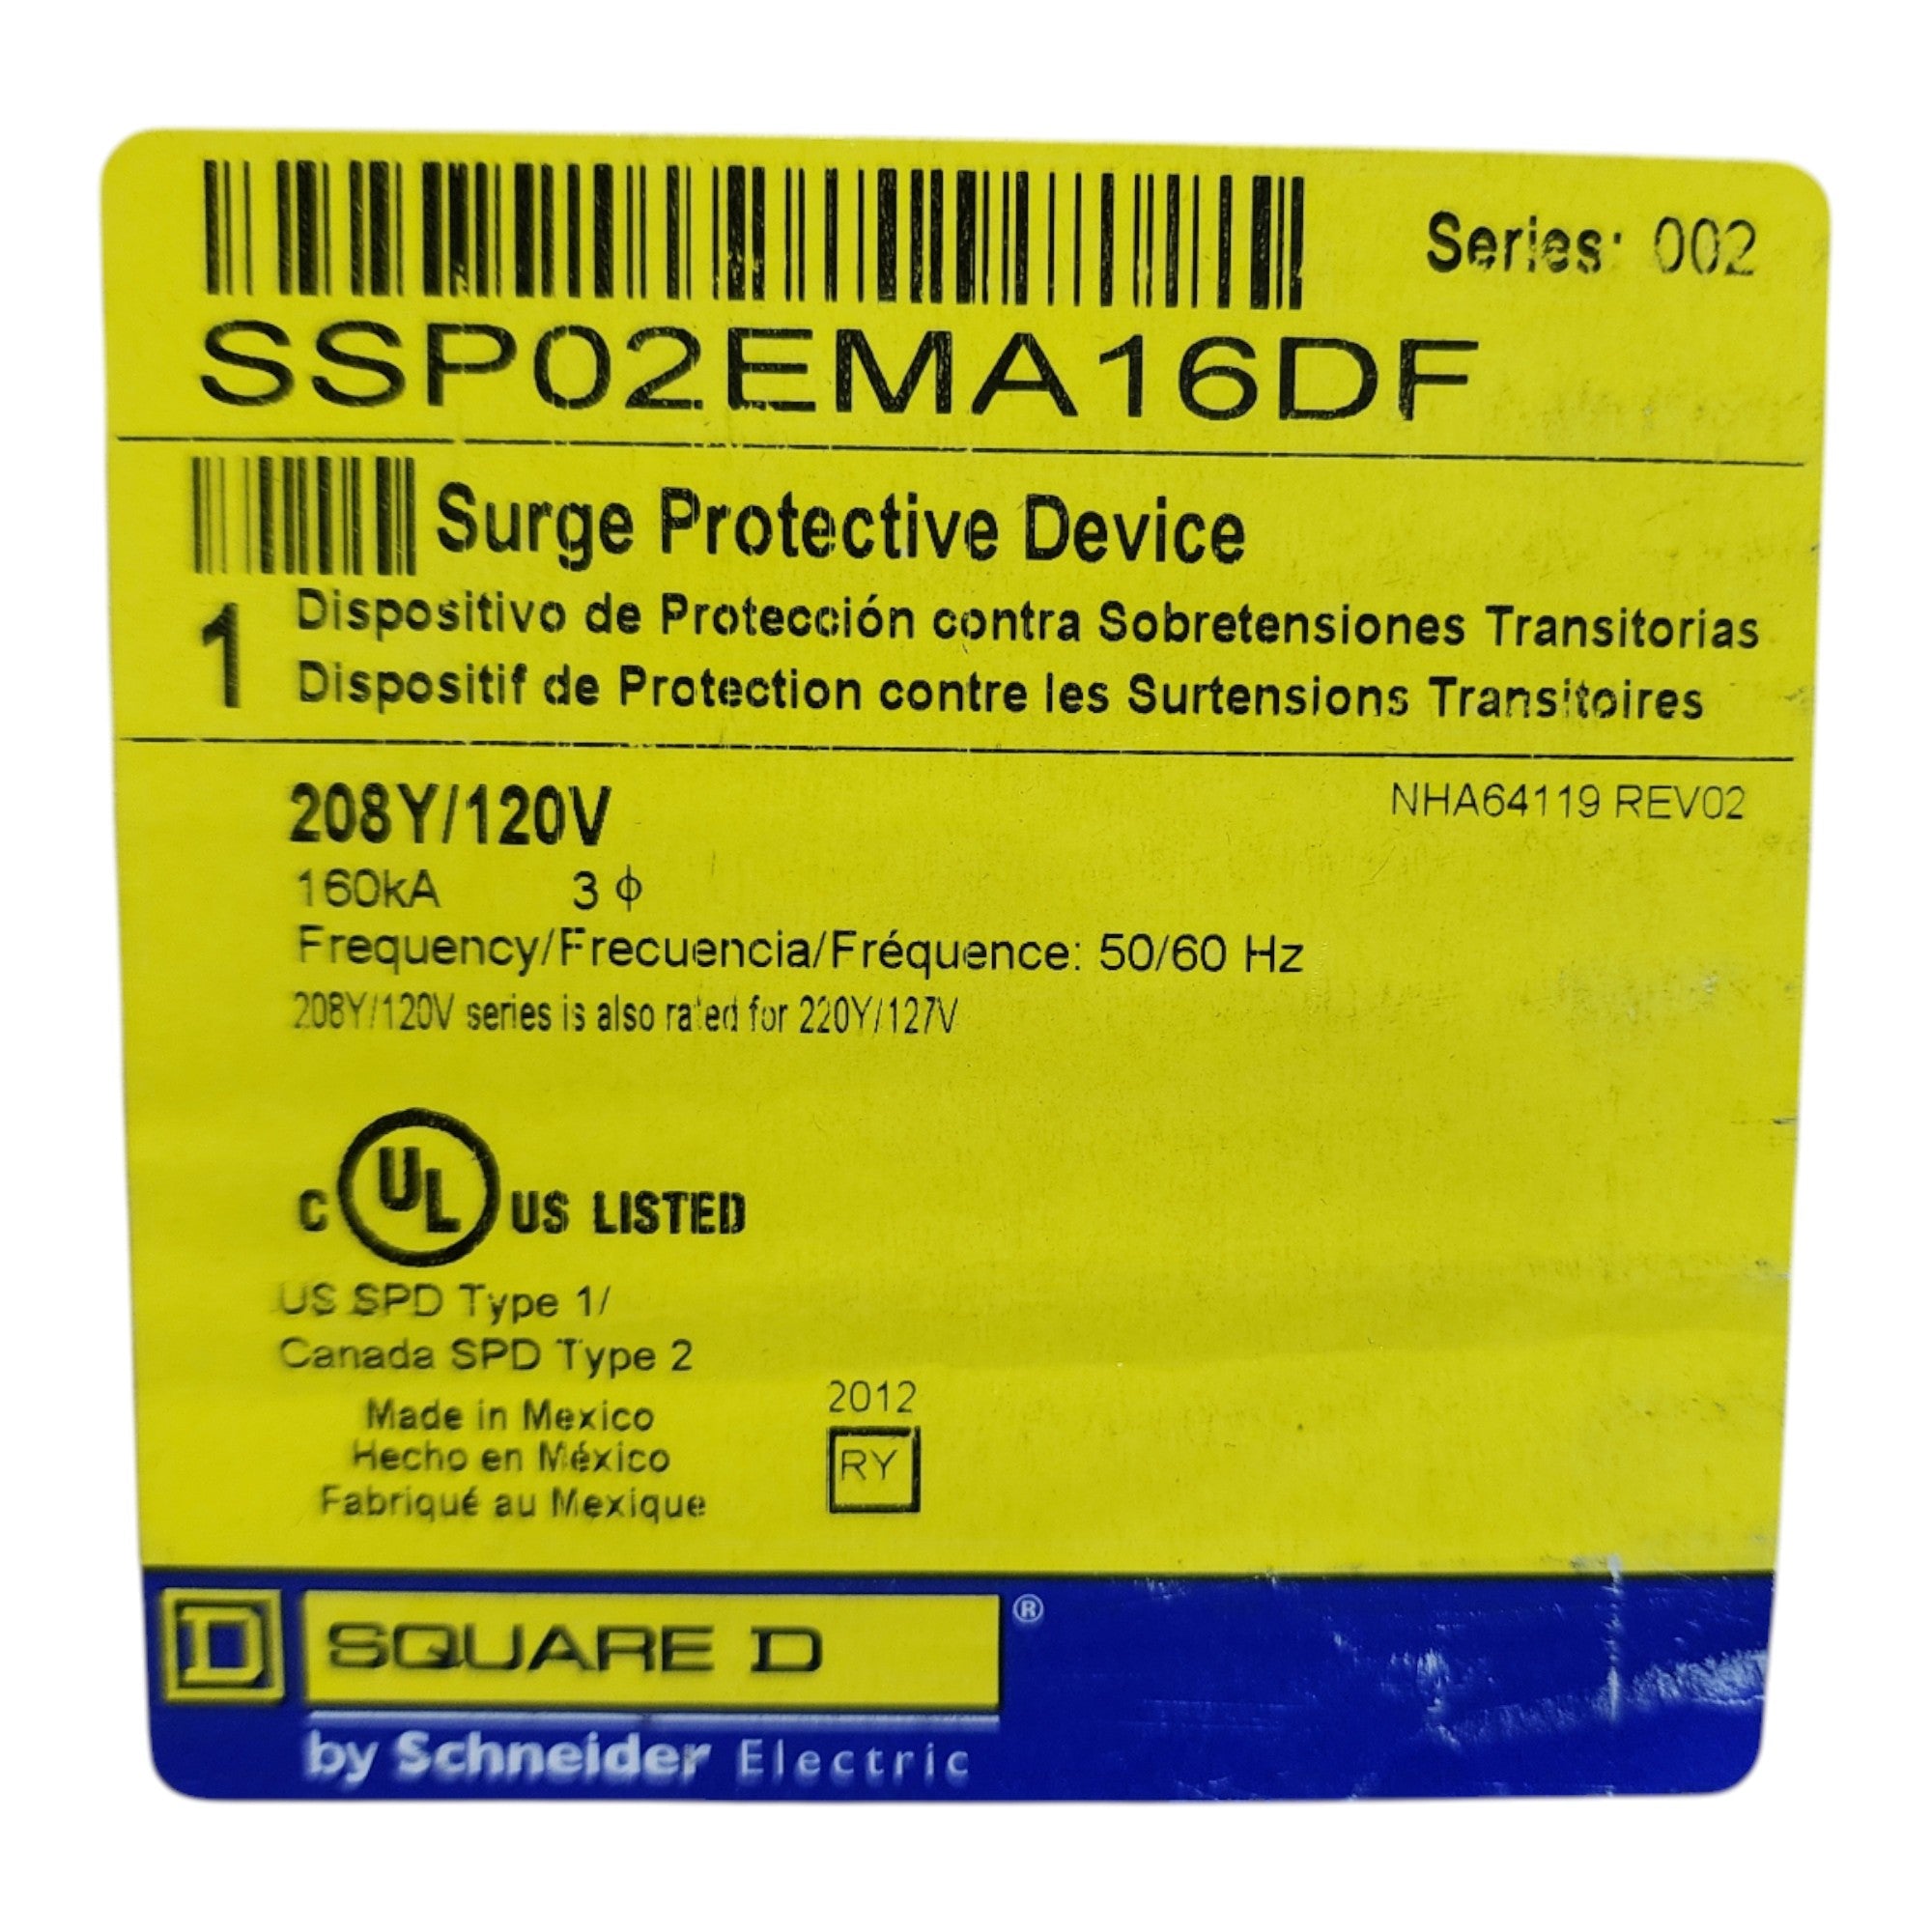 Series: 002
SSP02EMA16DF
Surge Protective Device
1
Dispositivo de Protección contra Sobretensiones Transitorias
Dispositif de Protection contre les Surtensions Transitoires
208Y/120V
NHA64119 REV02
160kA 3 ϕ
Frequency/Frecuencia/Fréquence: 50/60 Hz
208Y/120V series is also rated for 220Y/127V
C UL US LISTED
US SPD Type 1/
Canada SPD Type 2
Made in Mexico
Hecho en México
Fabriqué au Mexique
2012
RY
D SQUARE D ®
by Schneider Electric